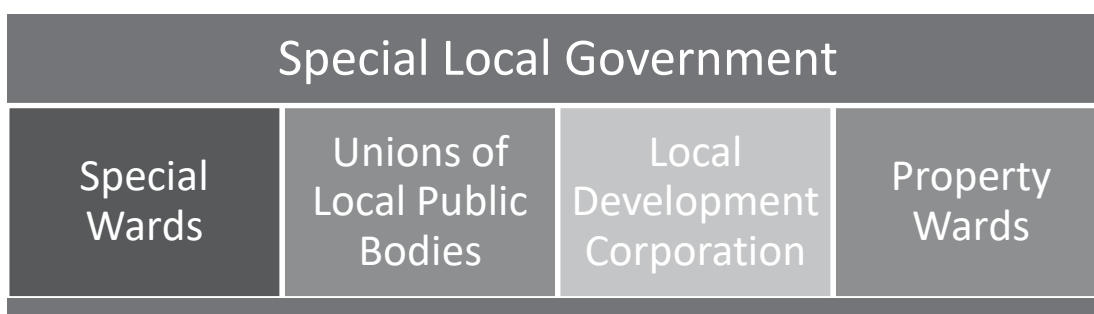 Special Local Government
Special
Wards
Unions of
Local Public
Bodies
Local
Development
Corporation
Property
Wards